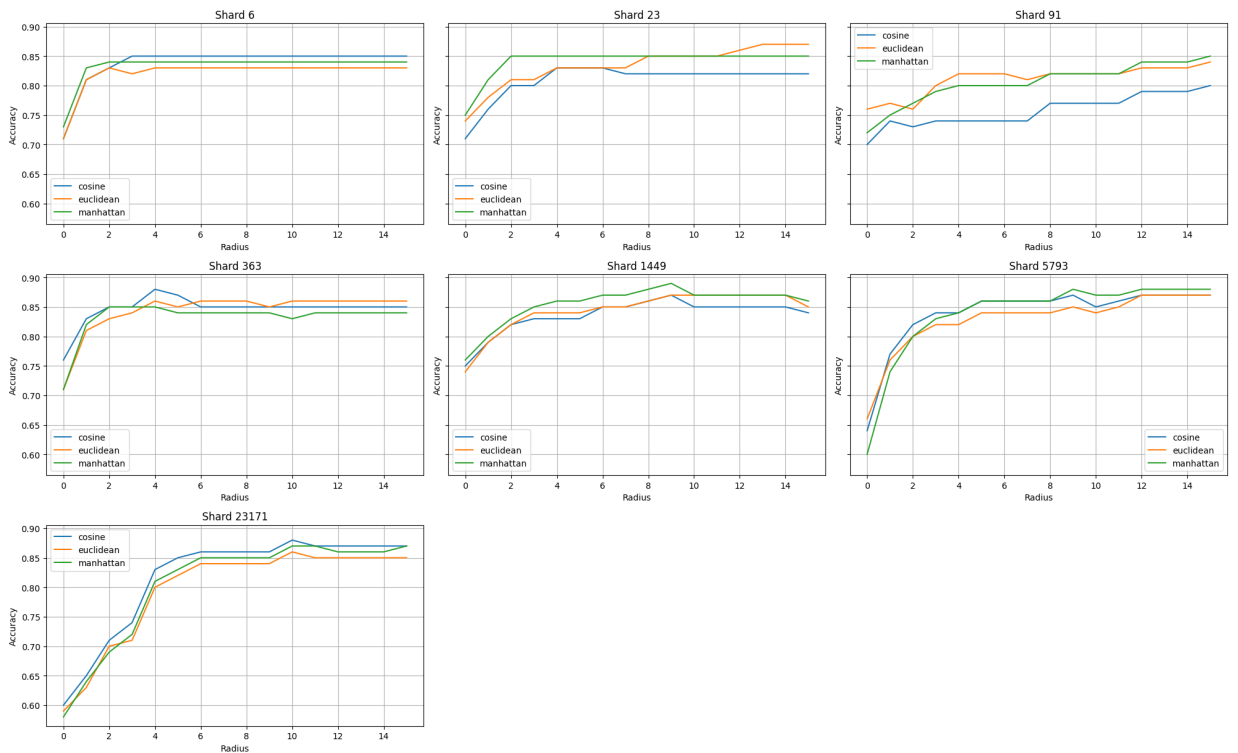 Shard 6
Accuracy
0.90
0.85
0.80
0.75
0.70
0.65
0.60
cosine
euclidean
manhattan
0 2 4 6 8 10 12 14
Radius
Shard 23
Accuracy
cosine
euclidean
manhattan
0 2 4 6 8 10 12 14
Radius
Shard 91
Accuracy
cosine
euclidean
manhattan
0 2 4 6 8 10 12 14
Radius
Shard 363
Accuracy
0.90
0.85
0.80
0.75
0.70
0.65
0.60
cosine
euclidean
manhattan
0 2 4 6 8 10 12 14
Radius
Shard 1449
Accuracy
cosine
euclidean
manhattan
0 2 4 6 8 10 12 14
Radius
Shard 5793
Accuracy
cosine
euclidean
manhattan
0 2 4 6 8 10 12 14
Radius
Shard 23171
Accuracy
0.90
0.85
0.80
0.75
0.70
0.65
0.60
cosine
euclidean
manhattan
0 2 4 6 8 10 12 14
Radius